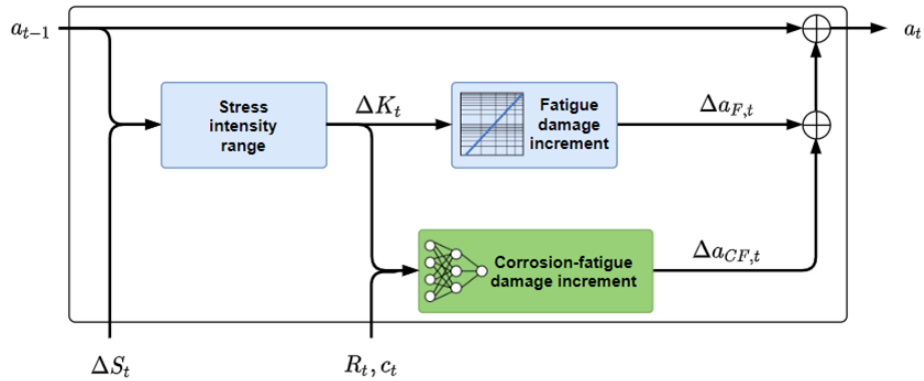 a_{t-1}
a_t
Stress
intensity
range
ΔK_t
Fatigue
damage
increment
Δa_{F,t}
Corrosion-fatigue
damage increment
Δa_{CF,t}
ΔS_t
R_t, c_t